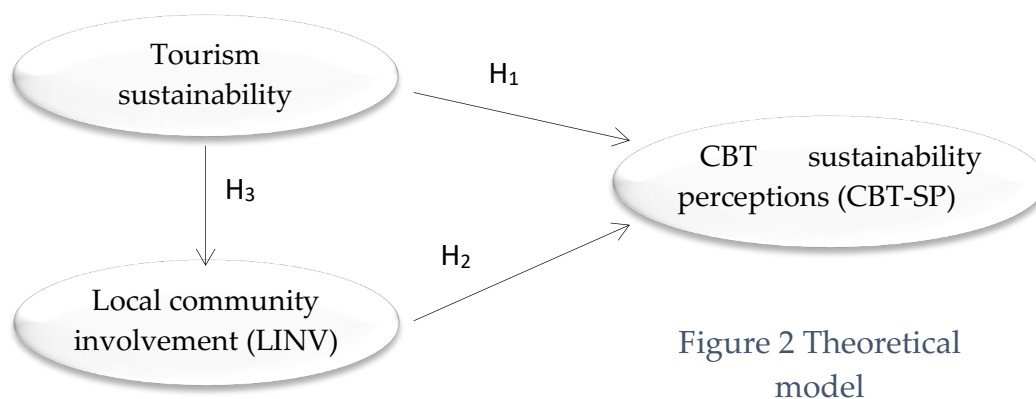 Tourism
sustainability
H₁
CBT sustainability
perceptions (CBT-SP)
H₃
H₂
Local community
involvement (LINV)
Figure 2 Theoretical
model